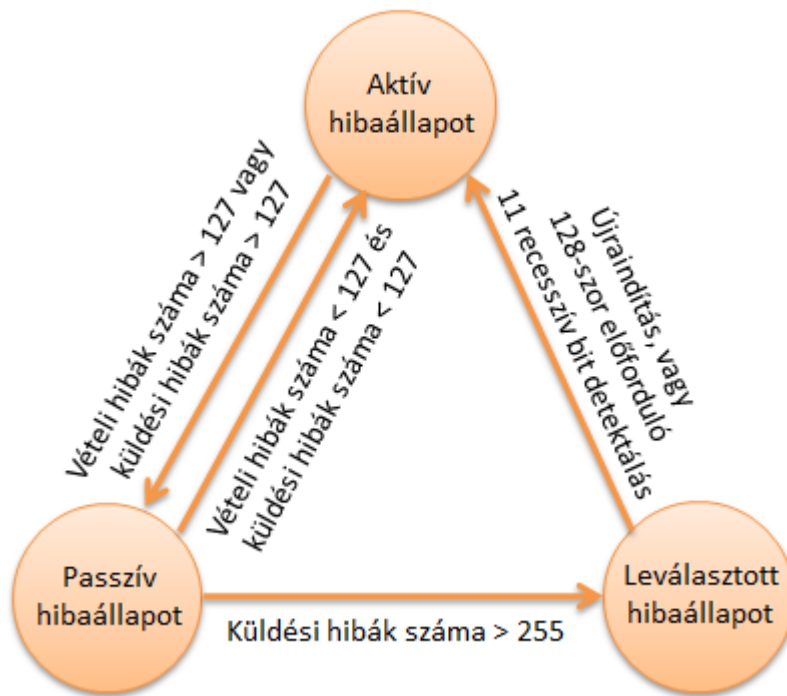 Aktív
hibaállapot
Vételi hibák száma > 127 vagy
küldési hibák száma > 127
Vételi hibák száma < 127 és
küldési hibák száma < 127
Újraindítás, vagy
128-szor előforduló
11 recesszív bit detektálás
Passzív
hibaállapot
Leválasztott
hibaállapot
Küldési hibák száma > 255